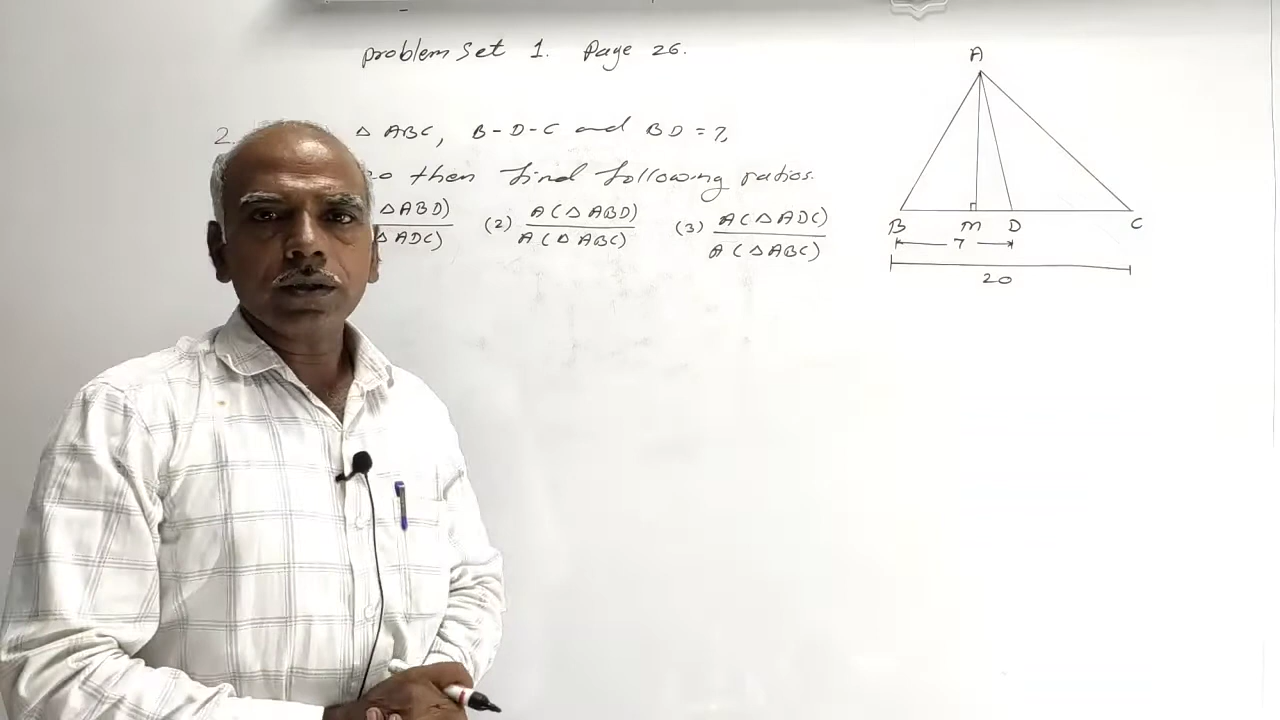 problem set 1. Page 26.
2. △ ABC, B-D-C and BD = 7,
20 then find following ratios.
△ ABD)
△ ADC)
(2) A(△ ABD)
A(△ ABC)
(3) A(△ ADC)
A(△ ABC)
A
B M D C
7
20